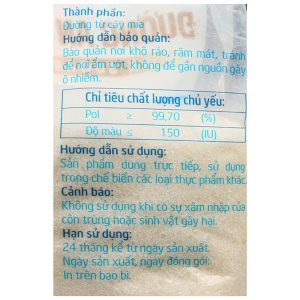 Thành phần:
Đường từ cây mía
Hướng dẫn bảo quản:
Bảo quản nơi khô ráo, râm mát, tránh
để nơi ẩm ướt, không để gần nguồn gây
ô nhiễm.
Chỉ tiêu chất lượng chủ yếu:
Pol ≥ 99,70 (%)
Độ màu ≤ 150 (IU)
Hướng dẫn sử dụng:
Sản phẩm dùng trực tiếp, sử dụng
trong chế biến các loại thực phẩm khác.
Cảnh báo:
Không sử dụng khi có sự xâm nhập của
côn trùng hoặc sinh vật gây hại.
Hạn sử dụng:
24 tháng kể từ ngày sản xuất.
Ngày sản xuất, ngày đóng gói:
In trên bao bì.